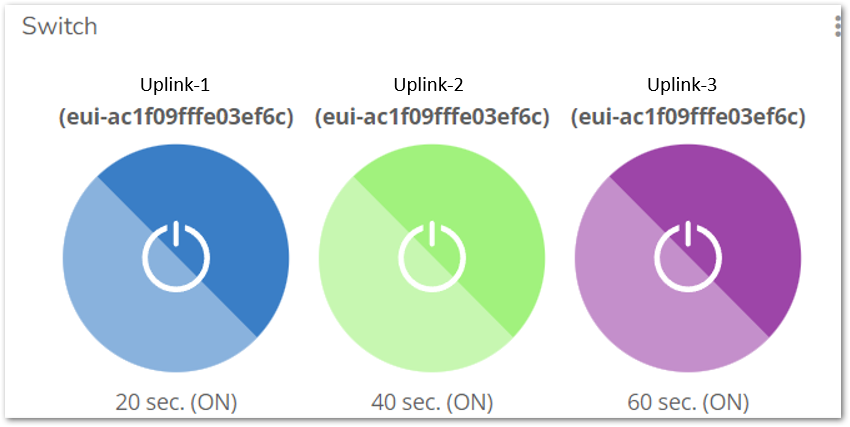 Switch
Uplink-1
(eui-ac1f09fffe03ef6c)
20 sec. (ON)
Uplink-2
(eui-ac1f09fffe03ef6c)
40 sec. (ON)
Uplink-3
(eui-ac1f09fffe03ef6c)
60 sec. (ON)